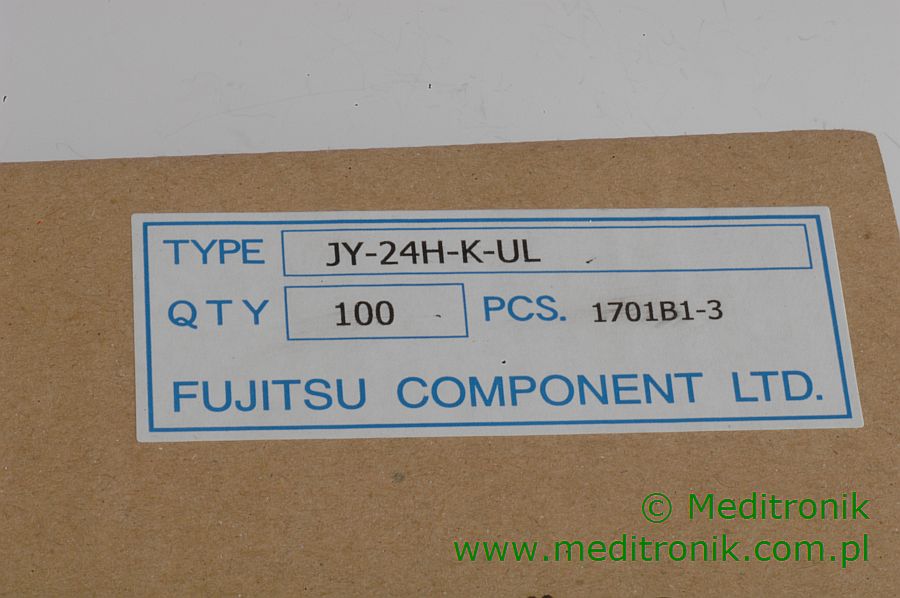 TYPE JY-24H-K-UL
QTY 100 PCS. 1701B1-3
FUJITSU COMPONENT LTD.
© Meditronik
www.meditronik.com.pl